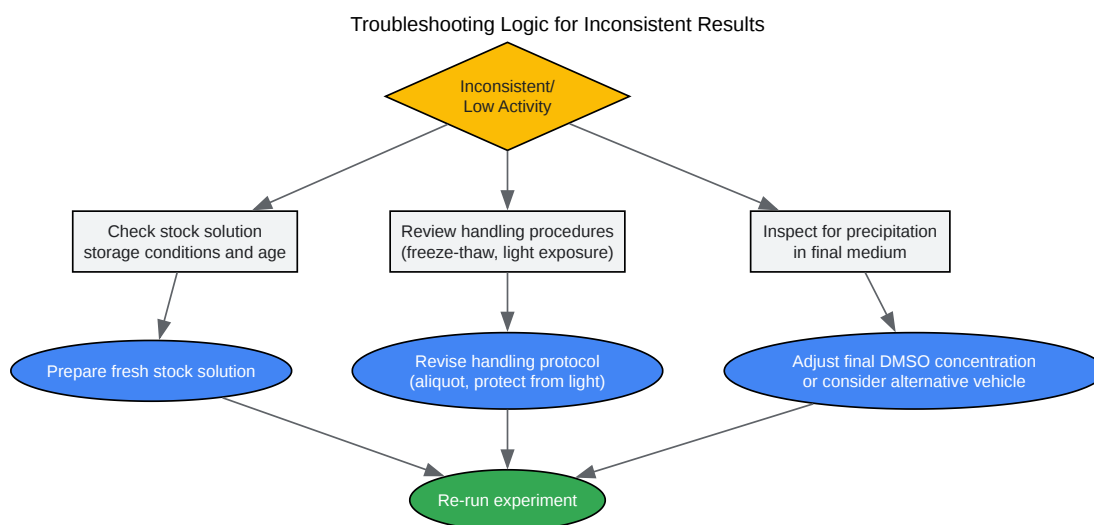 Troubleshooting Logic for Inconsistent Results
Inconsistent/
Low Activity
Check stock solution
storage conditions and age
Review handling procedures
(freeze-thaw, light exposure)
Inspect for precipitation
in final medium
Prepare fresh stock solution
Revise handling protocol
(aliquot, protect from light)
Adjust final DMSO concentration
or consider alternative vehicle
Re-run experiment